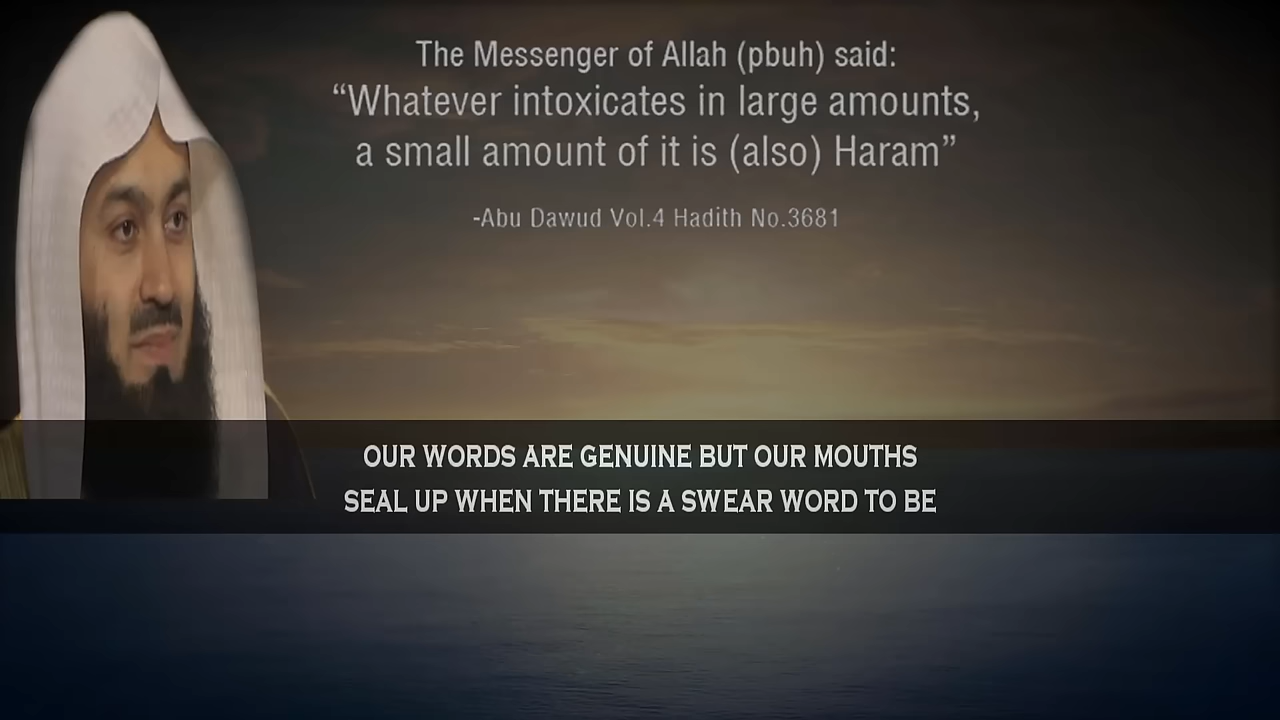 The Messenger of Allah (pbuh) said:
“Whatever intoxicates in large amounts,
a small amount of it is (also) Haram”
-Abu Dawud Vol.4 Hadith No.3681
OUR WORDS ARE GENUINE BUT OUR MOUTHS
SEAL UP WHEN THERE IS A SWEAR WORD TO BE